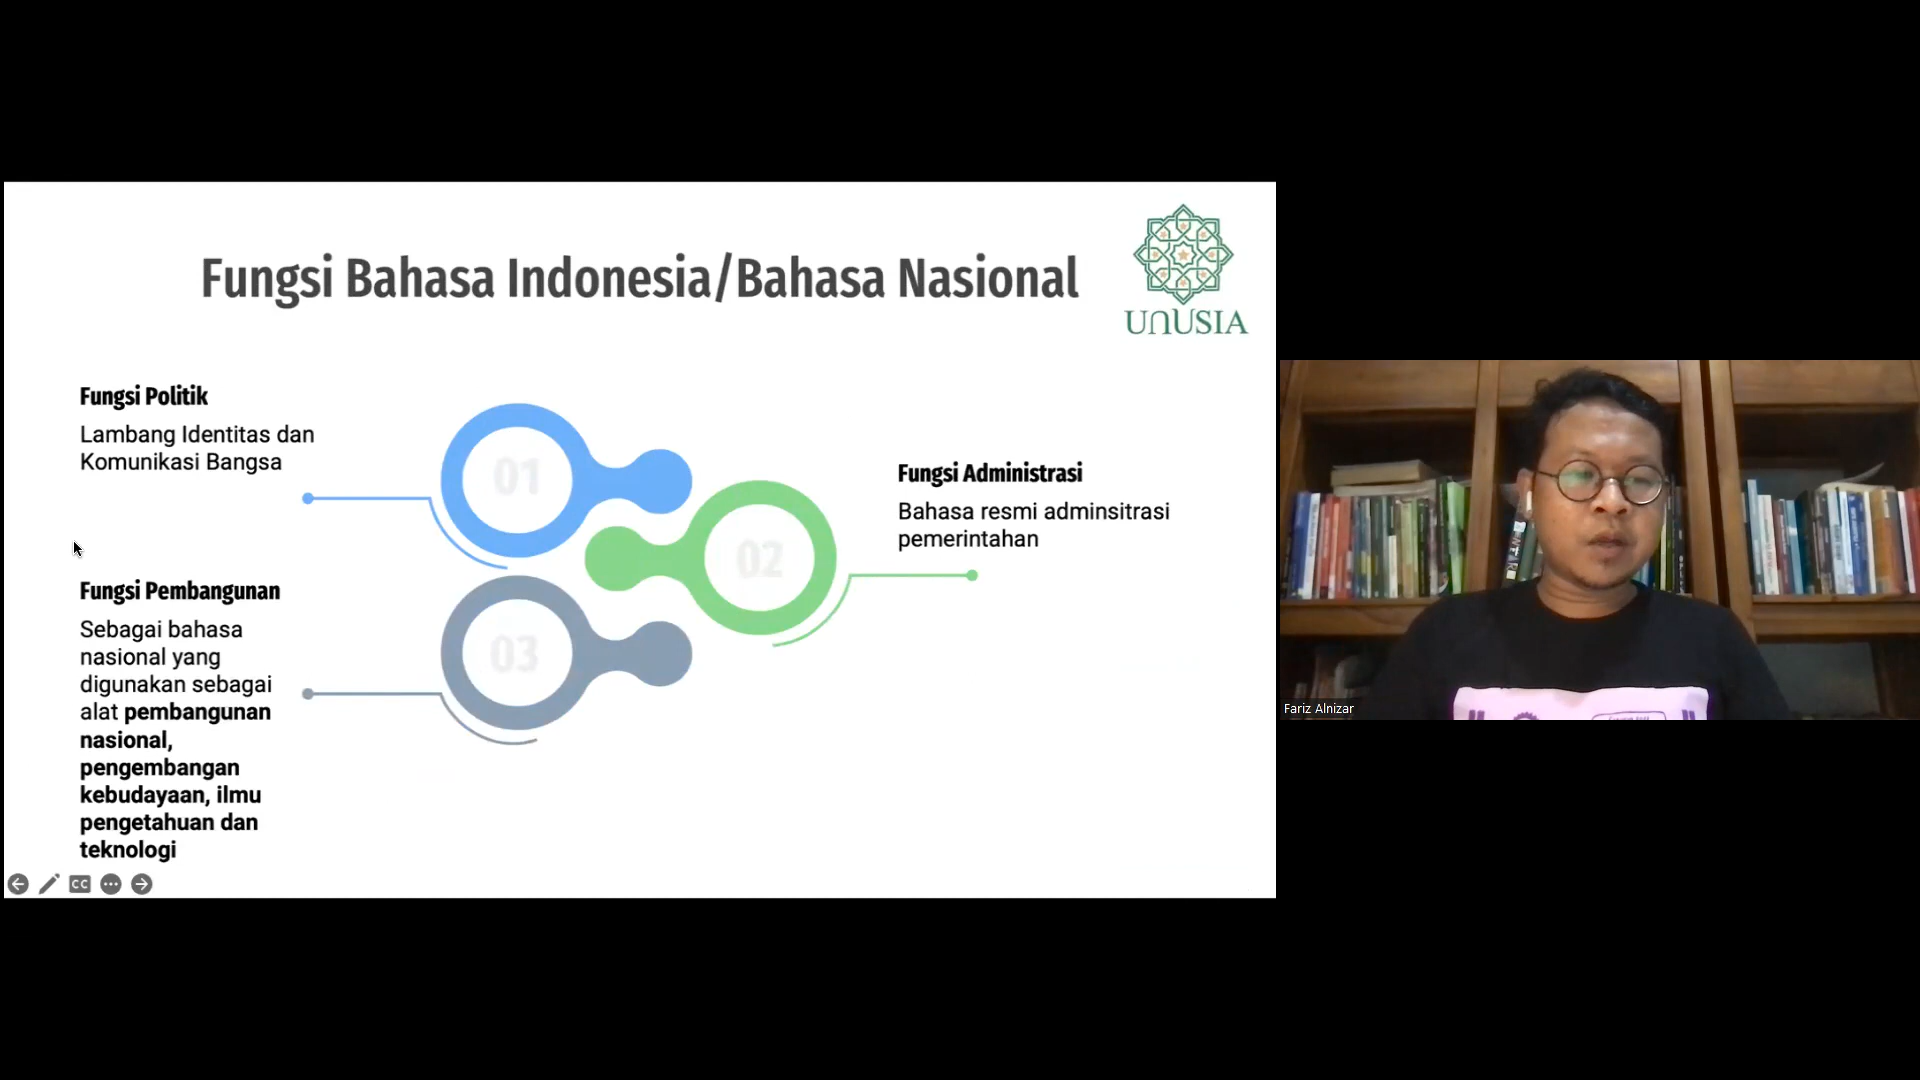 Fungsi Bahasa Indonesia/Bahasa Nasional
UNUSIA
Fungsi Politik
Lambang Identitas dan
Komunikasi Bangsa
01
Fungsi Administrasi
Bahasa resmi adminsitrasi
pemerintahan
02
Fungsi Pembangunan
Sebagai bahasa
nasional yang
digunakan sebagai
alat pembangunan
nasional,
pengembangan
kebudayaan, ilmu
pengetahuan dan
teknologi
03
CC
Fariz Alnizar